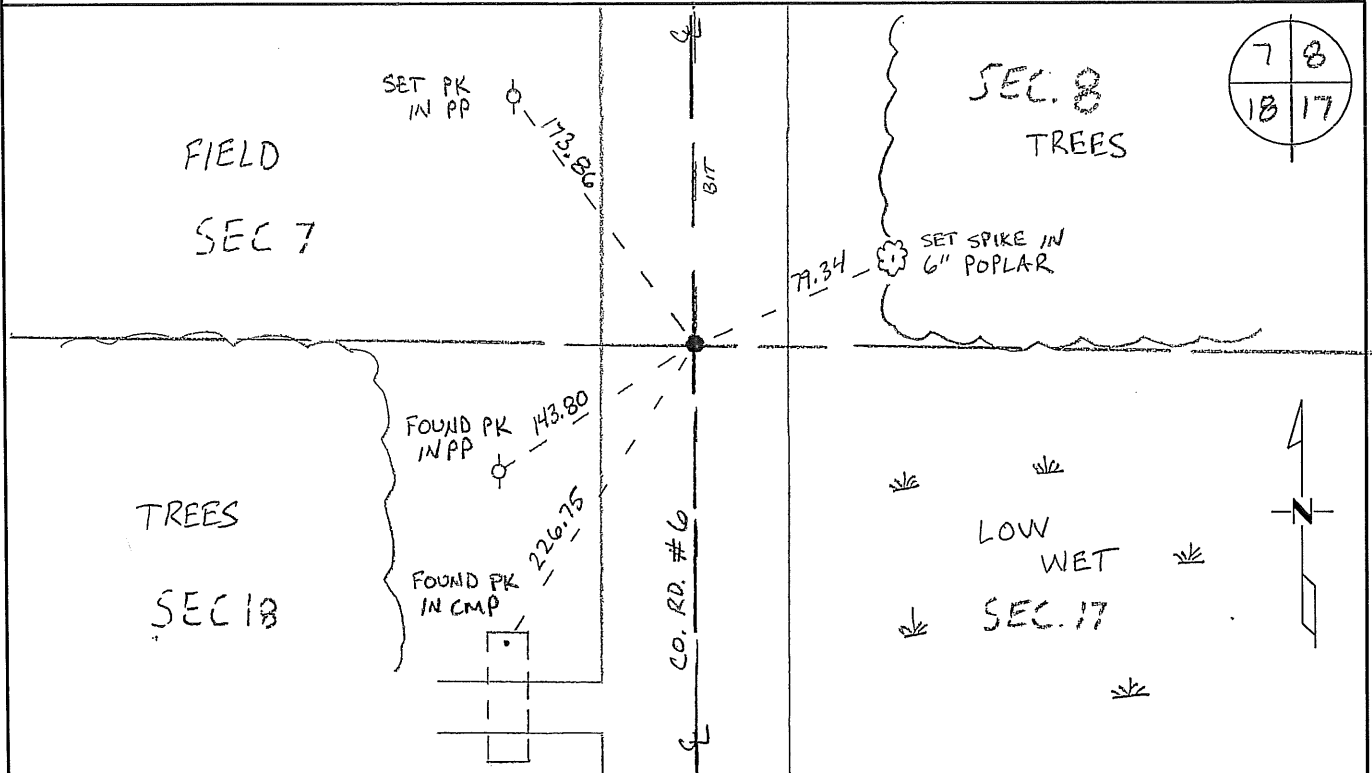 SET PK
IN PP
173.86
FIELD
SEC 7
℄
BIT
SEC. 8
TREES
7 8
18 17
SET SPIKE IN
6" POPLAR
79.34
FOUND PK
IN PP
143.80
TREES
SEC 18
FOUND PK
IN CMP
226.75
CO. RD. #6
℄
LOW
WET
SEC. 17
N